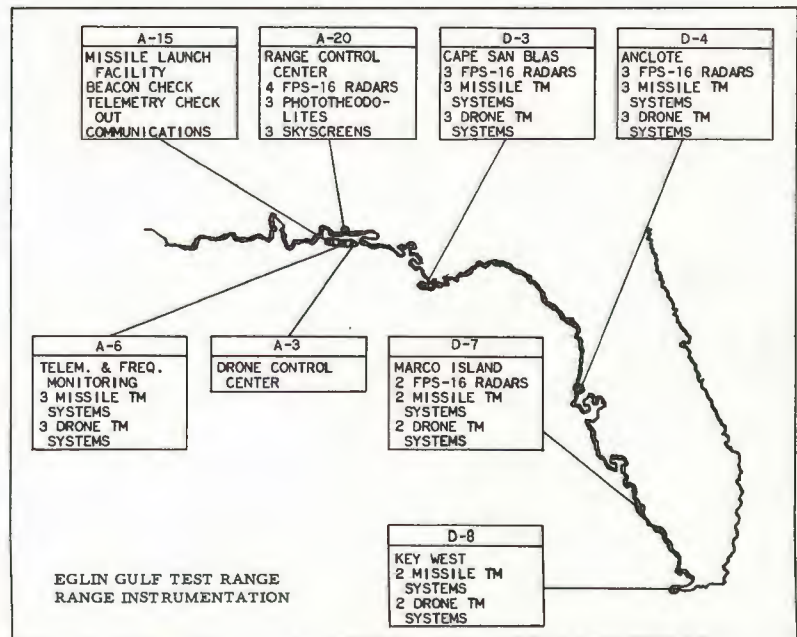 A-15
MISSILE LAUNCH
FACILITY
BEACON CHECK
TELEMETRY CHECK
OUT
COMMUNICATIONS
A-20
RANGE CONTROL
CENTER
4 FPS-16 RADARS
3 PHOTOTHEODO-
LITES
3 SKYSCREENS
D-3
CAPE SAN BLAS
3 FPS-16 RADARS
3 MISSILE TM
SYSTEMS
3 DRONE TM
SYSTEMS
D-4
ANCLOTE
3 FPS-16 RADARS
3 MISSILE TM
SYSTEMS
3 DRONE TM
SYSTEMS
A-6
TELEM. & FREQ.
MONITORING
3 MISSILE TM
SYSTEMS
3 DRONE TM
SYSTEMS
A-3
DRONE CONTROL
CENTER
D-7
MARCO ISLAND
2 FPS-16 RADARS
2 MISSILE TM
SYSTEMS
2 DRONE TM
SYSTEMS
D-8
KEY WEST
2 MISSILE TM
SYSTEMS
2 DRONE TM
SYSTEMS
EGLIN GULF TEST RANGE
RANGE INSTRUMENTATION